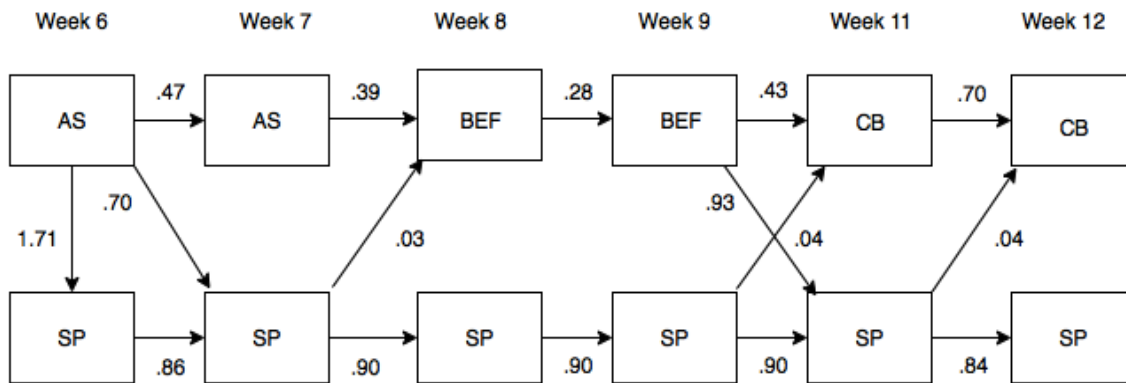 Week 6 Week 7 Week 8 Week 9 Week 11 Week 12
.47 .39 .28 .43 .70
AS AS BEF BEF CB CB
.70 .93
1.71 .03 .04 .04
SP SP SP SP SP SP
.86 .90 .90 .90 .84